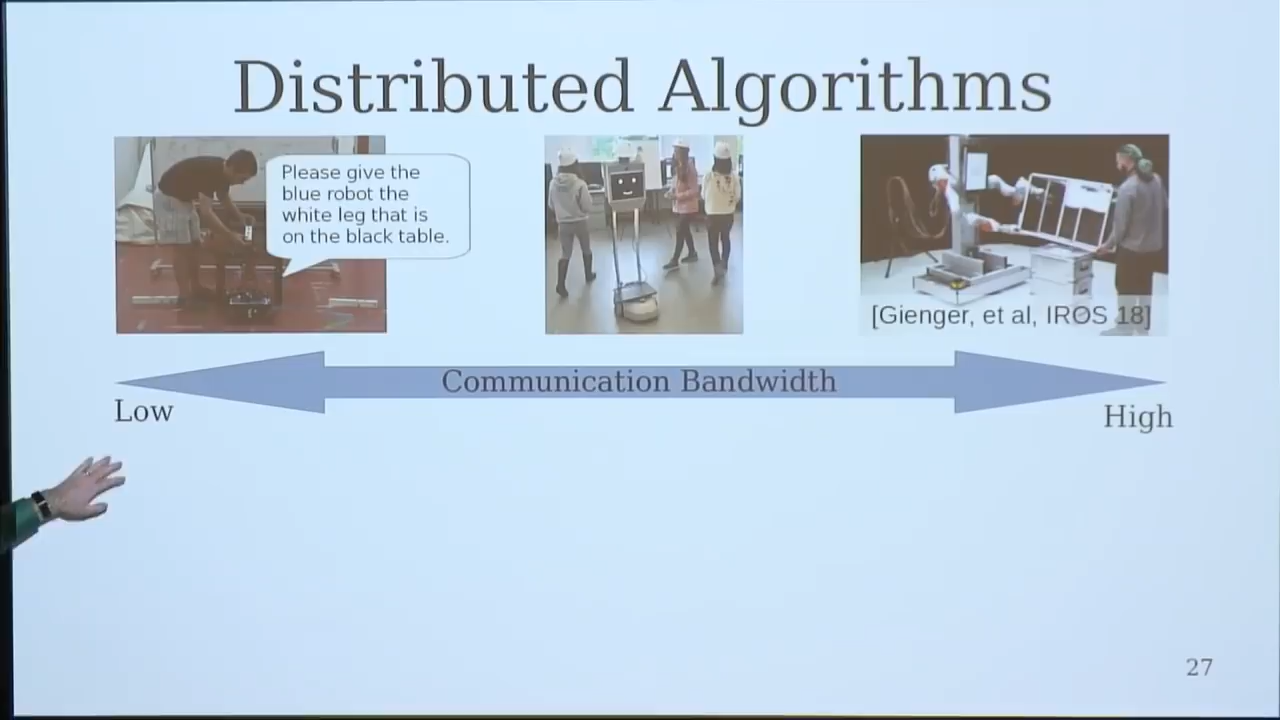 Distributed Algorithms
Please give the
blue robot the
white leg that is
on the black table.
[Gienger, et al, IROS 18]
Communication Bandwidth
Low
High
27